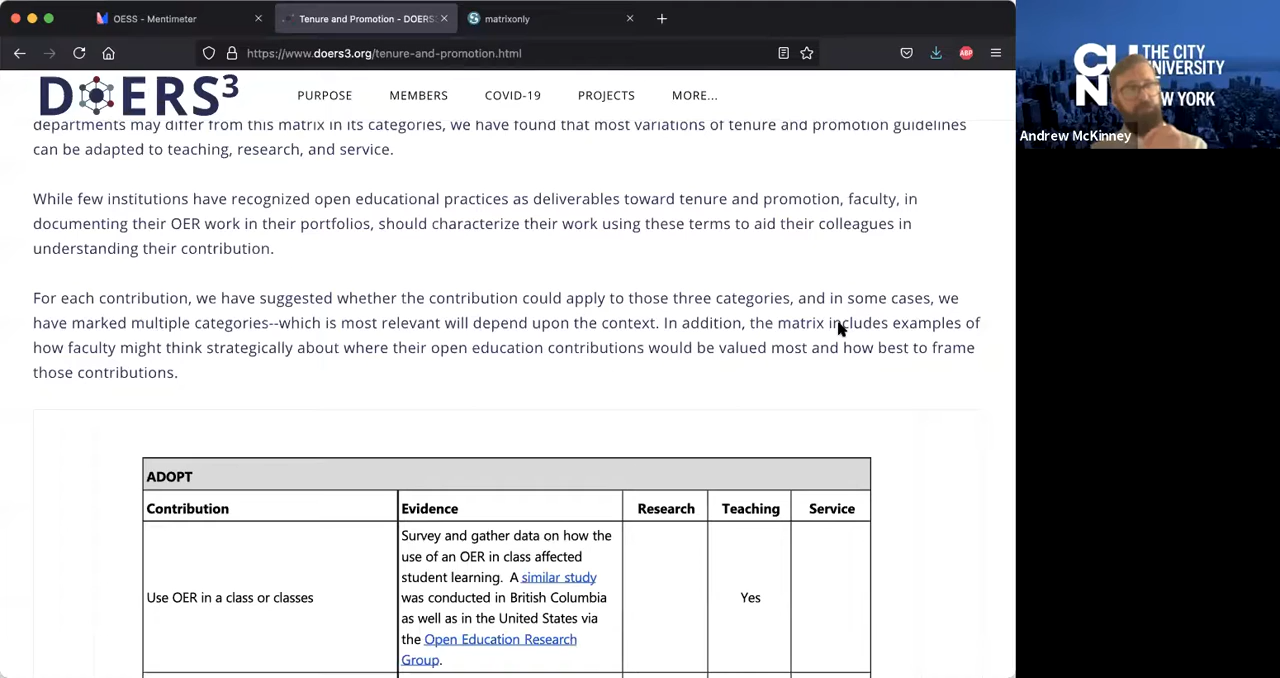 OESS - Mentimeter
Tenure and Promotion - DOERS
matrixonly
https://www.doers3.org/tenure-and-promotion.html
ABP
DOERS3
PURPOSE
MEMBERS
COVID-19
PROJECTS
MORE...
departments may differ from this matrix in its categories, we have found that most variations of tenure and promotion guidelines
can be adapted to teaching, research, and service.
While few institutions have recognized open educational practices as deliverables toward tenure and promotion, faculty, in
documenting their OER work in their portfolios, should characterize their work using these terms to aid their colleagues in
understanding their contribution.
For each contribution, we have suggested whether the contribution could apply to those three categories, and in some cases, we
have marked multiple categories--which is most relevant will depend upon the context. In addition, the matrix includes examples of
how faculty might think strategically about where their open education contributions would be valued most and how best to frame
those contributions.
ADOPT
Contribution
Evidence
Research
Teaching
Service
Use OER in a class or classes
Survey and gather data on how the
use of an OER in class affected
student learning. A similar study
was conducted in British Columbia
as well as in the United States via
the Open Education Research
Group.
Yes
CU
N
THE CITY
UNIVERSITY
W YORK
Andrew McKinney